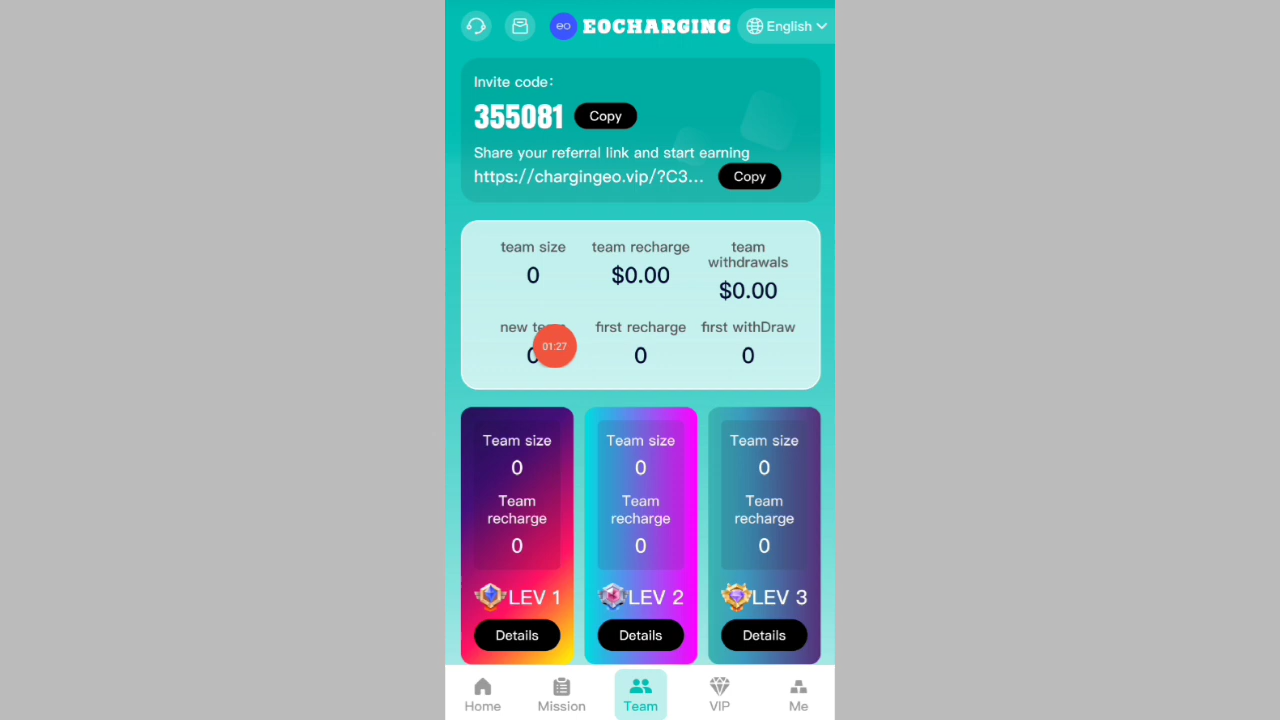 eo EOCHARGING English
Invite code:
355081 Copy
Share your referral link and start earning
https://chargingeo.vip/?C3... Copy
team size team recharge team
withdrawals
0 $0.00 $0.00
new first recharge first withDraw
01:27
0 0 0
Team size Team size Team size
0 0 0
Team Team Team
recharge recharge recharge
0 0 0
LEV 1 LEV 2 LEV 3
Details Details Details
Home Mission Team VIP Me